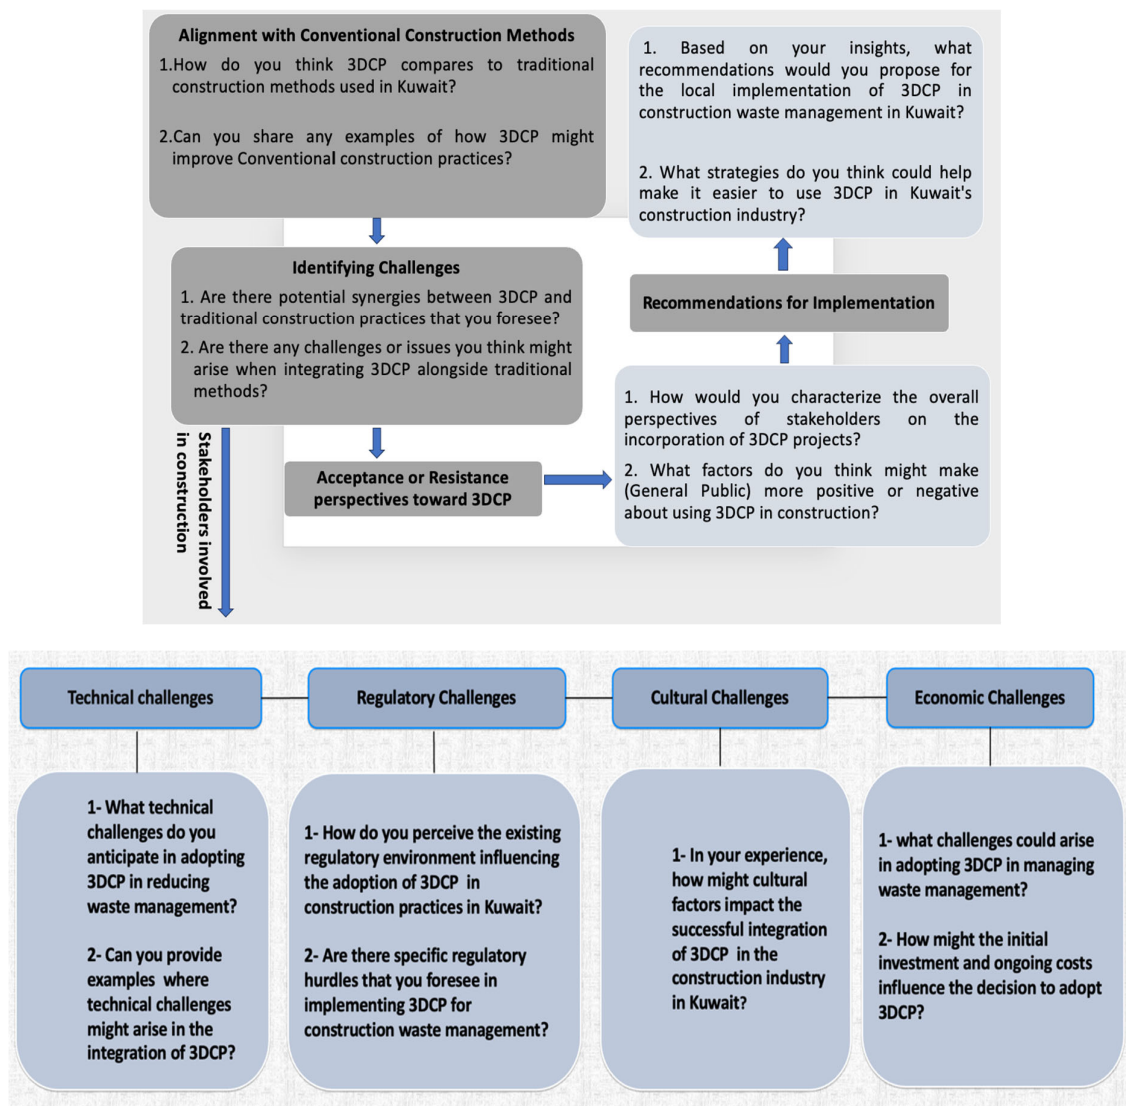 Alignment with Conventional Construction Methods
1.How do you think 3DCP compares to traditional
construction methods used in Kuwait?
2.Can you share any examples of how 3DCP might
improve Conventional construction practices?
Identifying Challenges
1. Are there potential synergies between 3DCP and
traditional construction practices that you foresee?
2. Are there any challenges or issues you think might
arise when integrating 3DCP alongside traditional
methods?
Stakeholders involved
in construction
Acceptance or Resistance
perspectives toward 3DCP
1. How would you characterize the overall
perspectives of stakeholders on the
incorporation of 3DCP projects?
2. What factors do you think might make
(General Public) more positive or negative
about using 3DCP in construction?
Recommendations for Implementation
1. Based on your insights, what
recommendations would you propose for
the local implementation of 3DCP in
construction waste management in Kuwait?
2. What strategies do you think could help
make it easier to use 3DCP in Kuwait's
construction industry?
Technical challenges
1- What technical
challenges do you
anticipate in adopting
3DCP in reducing
waste management?
2- Can you provide
examples where
technical challenges
might arise in the
integration of 3DCP?
Regulatory Challenges
1- How do you perceive the existing
regulatory environment influencing
the adoption of 3DCP in
construction practices in Kuwait?
2- Are there specific regulatory
hurdles that you foresee in
implementing 3DCP for
construction waste management?
Cultural Challenges
1- In your experience,
how might cultural
factors impact the
successful integration
of 3DCP in the
construction industry
in Kuwait?
Economic Challenges
1- what challenges could arise
in adopting 3DCP in managing
waste management?
2- How might the initial
investment and ongoing costs
influence the decision to adopt
3DCP?